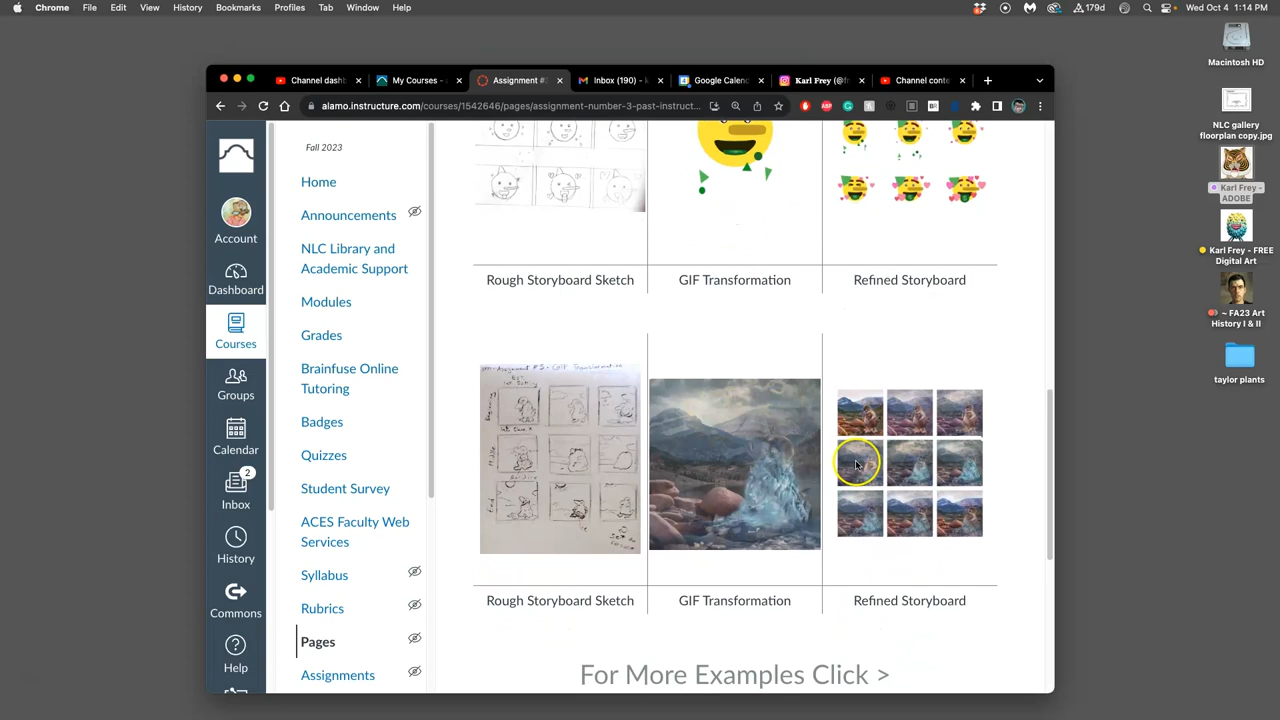 Chrome File Edit View History Bookmarks Profiles Tab Window Help
179d Wed Oct 4 1:14 PM
Channel dashb My Courses - Assignment # Inbox (190) - k Google Calend Karl Frey (@fr Channel conte
alamo.instructure.com/courses/1542646/pages/assignment-number-3-past-instruct...
Account
Dashboard
Courses
Groups
Calendar
2
Inbox
History
Commons
Help
Fall 2023
Home
Announcements
NLC Library and
Academic Support
Modules
Grades
Brainfuse Online
Tutoring
Badges
Quizzes
Student Survey
ACES Faculty Web
Services
Syllabus
Rubrics
Pages
Assignments
Rough Storyboard Sketch GIF Transformation Refined Storyboard
Rough Storyboard Sketch GIF Transformation Refined Storyboard
For More Examples Click >
Macintosh HD
NLC gallery
floorplan copy.jpg
Karl Frey -
ADOBE
Karl Frey - FREE
Digital Art
~ FA23 Art
History I & II
taylor plants